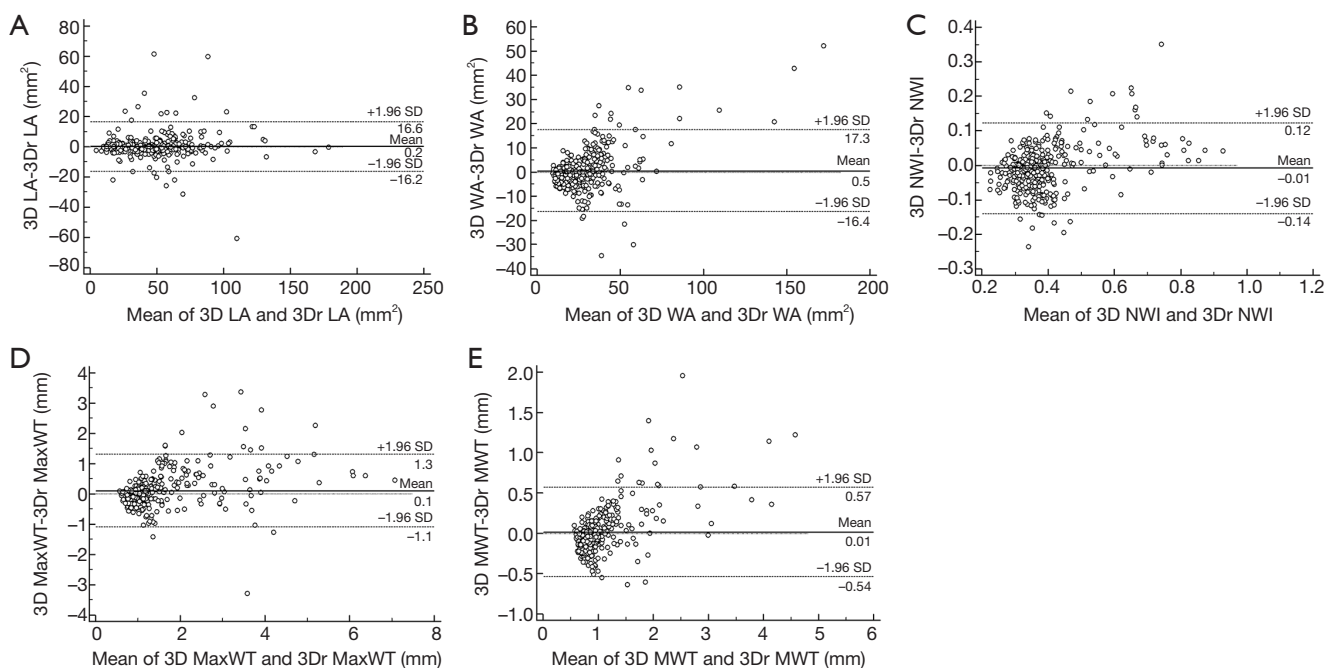 A
3D LA-3Dr LA (mm²)
80
60
40
20
0
−20
−40
−60
−80
+1.96 SD
16.6
Mean
0.2
−1.96 SD
−16.2
0 50 100 150 200 250
Mean of 3D LA and 3Dr LA (mm²)
B
3D WA-3Dr WA (mm²)
60
50
40
30
20
10
0
−10
−20
−30
−40
+1.96 SD
17.3
Mean
0.5
−1.96 SD
−16.4
0 50 100 150 200
Mean of 3D WA and 3Dr WA (mm²)
C
3D NWI-3Dr NWI
0.4
0.3
0.2
0.1
0.0
−0.1
−0.2
−0.3
+1.96 SD
0.12
Mean
−0.01
−1.96 SD
−0.14
0.2 0.4 0.6 0.8 1.0 1.2
Mean of 3D NWI and 3Dr NWI
D
3D MaxWT-3Dr MaxWT (mm)
4
3
2
1
0
−1
−2
−3
−4
+1.96 SD
1.3
Mean
0.1
−1.96 SD
−1.1
0 2 4 6 8
Mean of 3D MaxWT and 3Dr MaxWT (mm)
E
3D MWT-3Dr MWT (mm)
2.0
1.5
1.0
0.5
0.0
−0.5
−1.0
+1.96 SD
0.57
Mean
0.01
−1.96 SD
−0.54
0 1 2 3 4 5 6
Mean of 3D MWT and 3Dr MWT (mm)